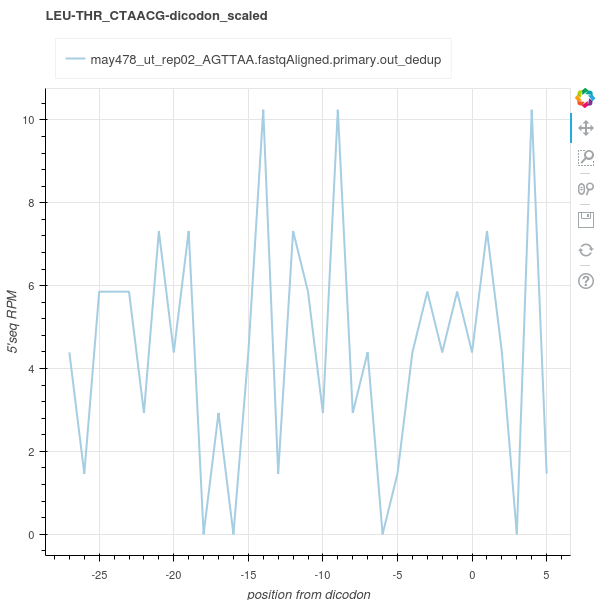 LEU-THR_CTAACG-dicodon_scaled
may478_ut_rep02_AGTTAA.fastqAligned.primary.out_dedup
10
8
6
4
2
0
5'seq RPM
-25 -20 -15 -10 -5 0 5
position from dicodon